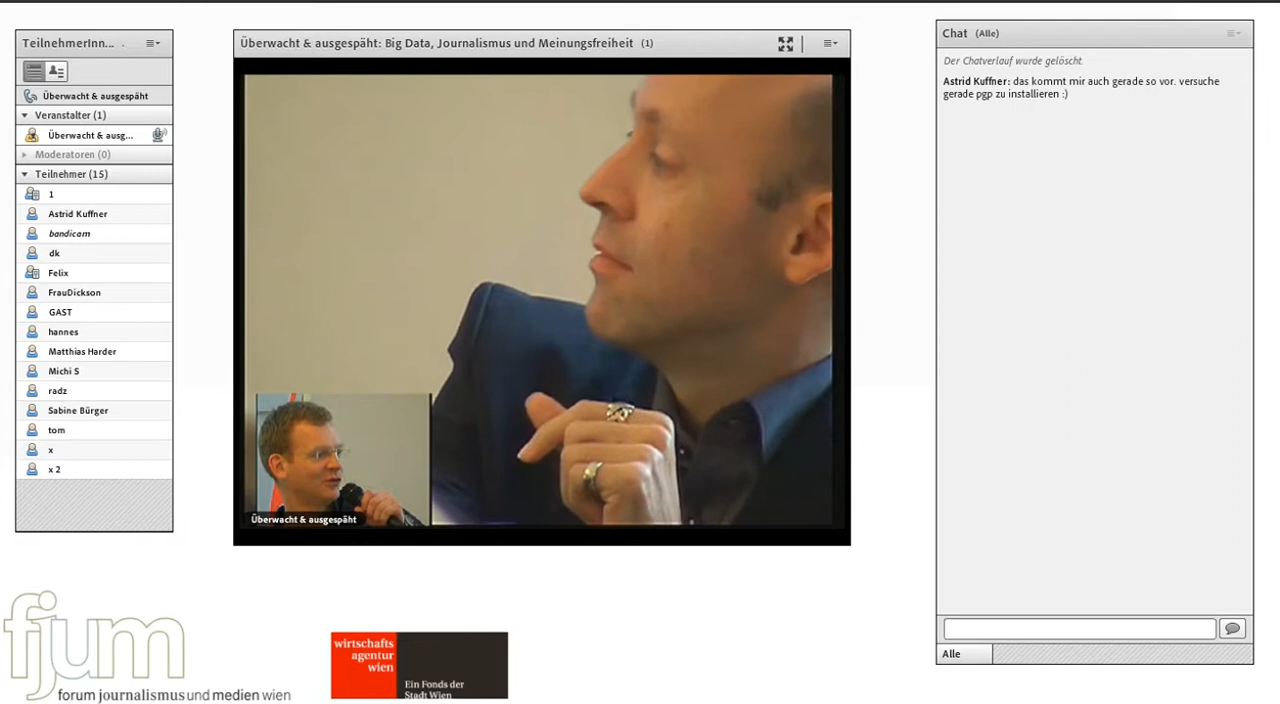 TeilnehmerInn... .
Überwacht & ausgespäht
Veranstalter (1)
Überwacht & ausg...
Moderatoren (0)
Teilnehmer (15)
1
Astrid Kuffner
bandicam
dk
Felix
FrauDickson
GAST
hannes
Matthias Harder
Michi S
radz
Sabine Bürger
tom
x
x 2
Überwacht & ausgespäht: Big Data, Journalismus und Meinungsfreiheit (1)
Überwacht & ausgespäht
Chat (Alle)
Der Chatverlauf wurde gelöscht.
Astrid Kuffner: das kommt mir auch gerade so vor. versuche
gerade pgp zu installieren :)
Alle
fjum
forum journalismus und medien wien
wirtschafts
agentur
wien
Ein Fonds der
Stadt Wien